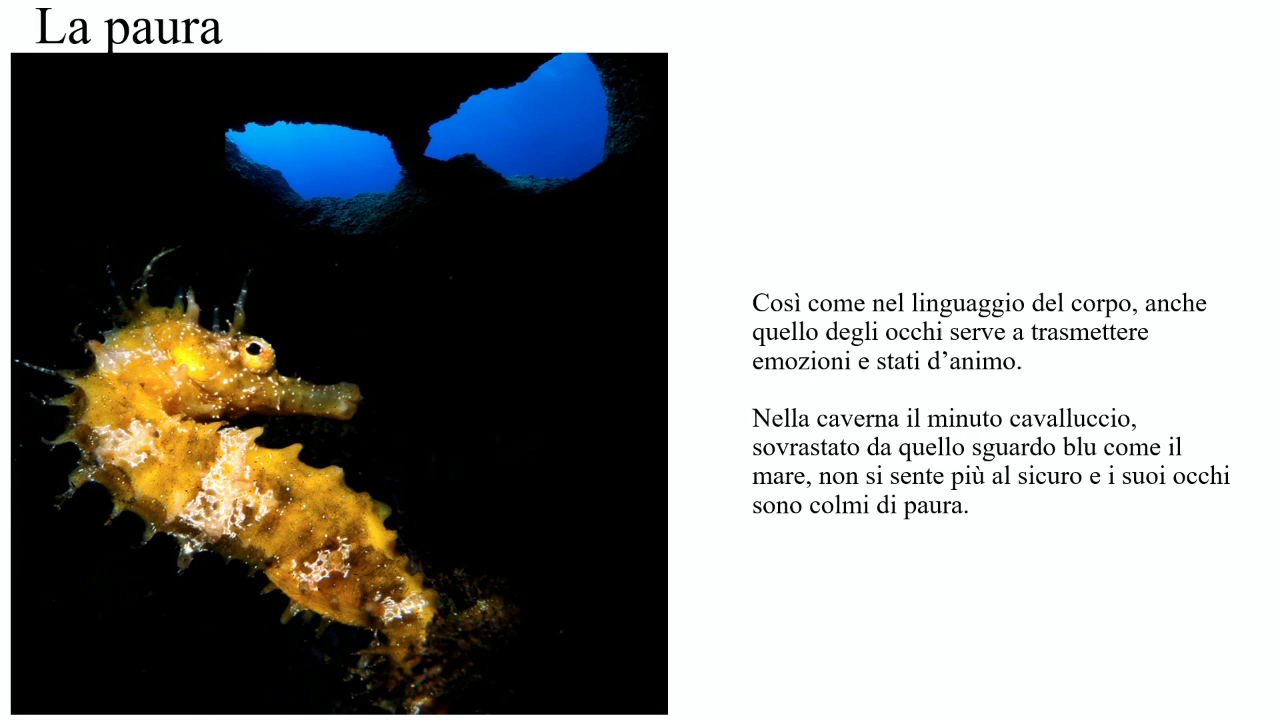 La paura
Così come nel linguaggio del corpo, anche
quello degli occhi serve a trasmettere
emozioni e stati d’animo.
Nella caverna il minuto cavalluccio,
sovrastato da quello sguardo blu come il
mare, non si sente più al sicuro e i suoi occhi
sono colmi di paura.